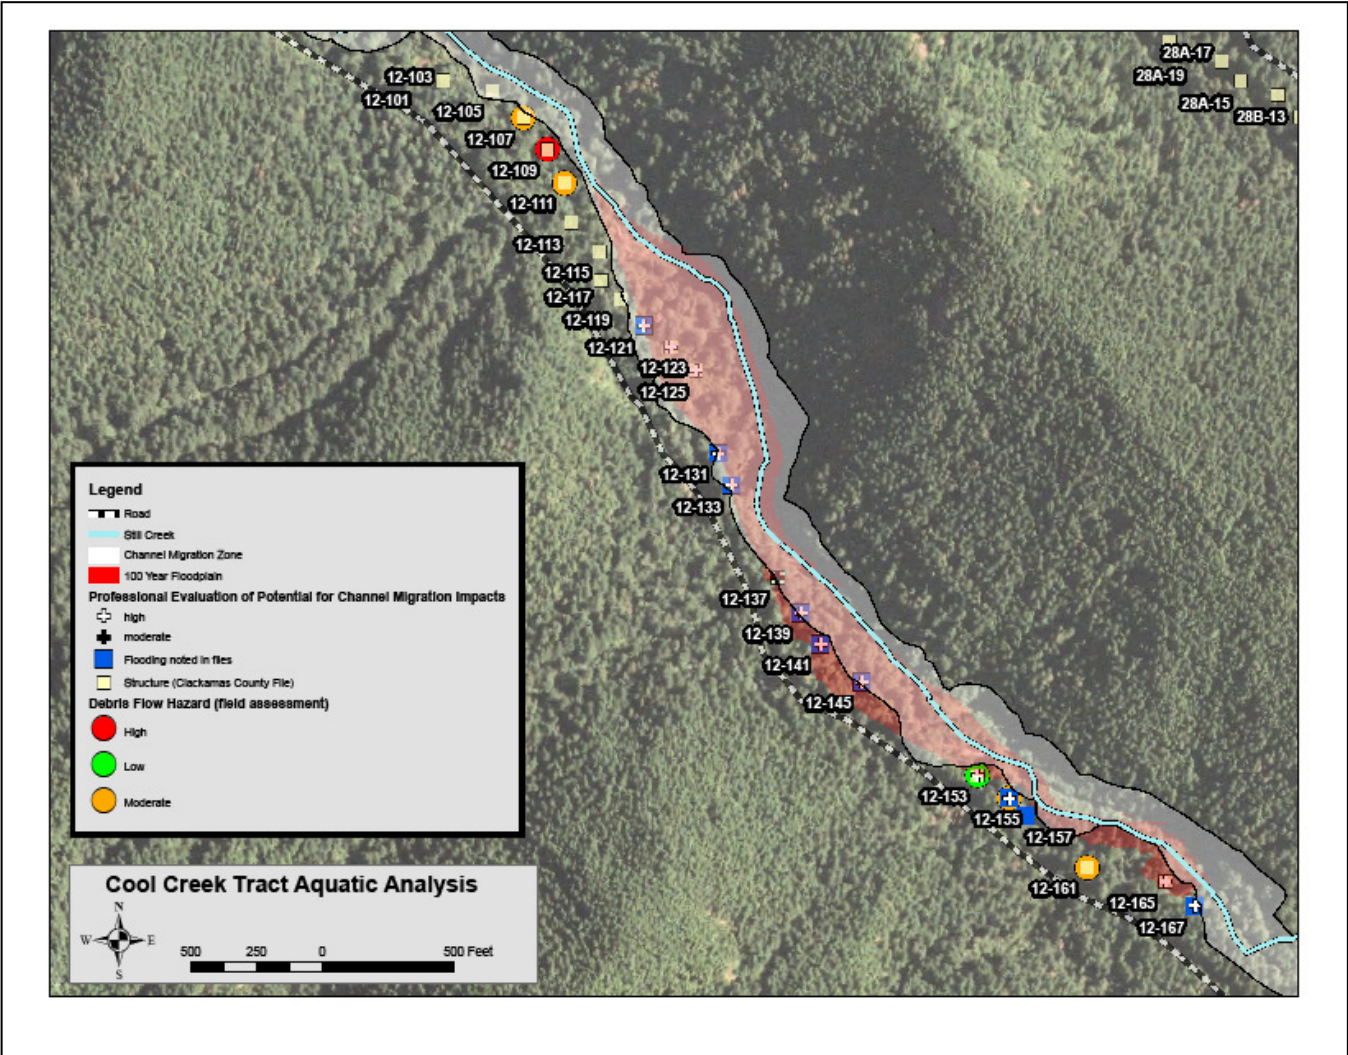 28A-17
12-103
28A-19
12-101
28A-15
12-105
28B-13
12-107
12-109
12-111
12-113
12-115
12-117
12-119
12-121
12-123
12-125
12-131
12-133
12-137
12-139
12-141
12-145
12-153
12-155
12-157
12-161
12-165
12-167
Legend
Road
Still Creek
Channel Migration Zone
100 Year Floodplain
Professional Evaluation of Potential for Channel Migration Impacts
high
moderate
Flooding noted in files
Structure (Clackamas County File)
Debris Flow Hazard (field assessment)
High
Low
Moderate
Cool Creek Tract Aquatic Analysis
N
W E
S
500 250 0 500 Feet